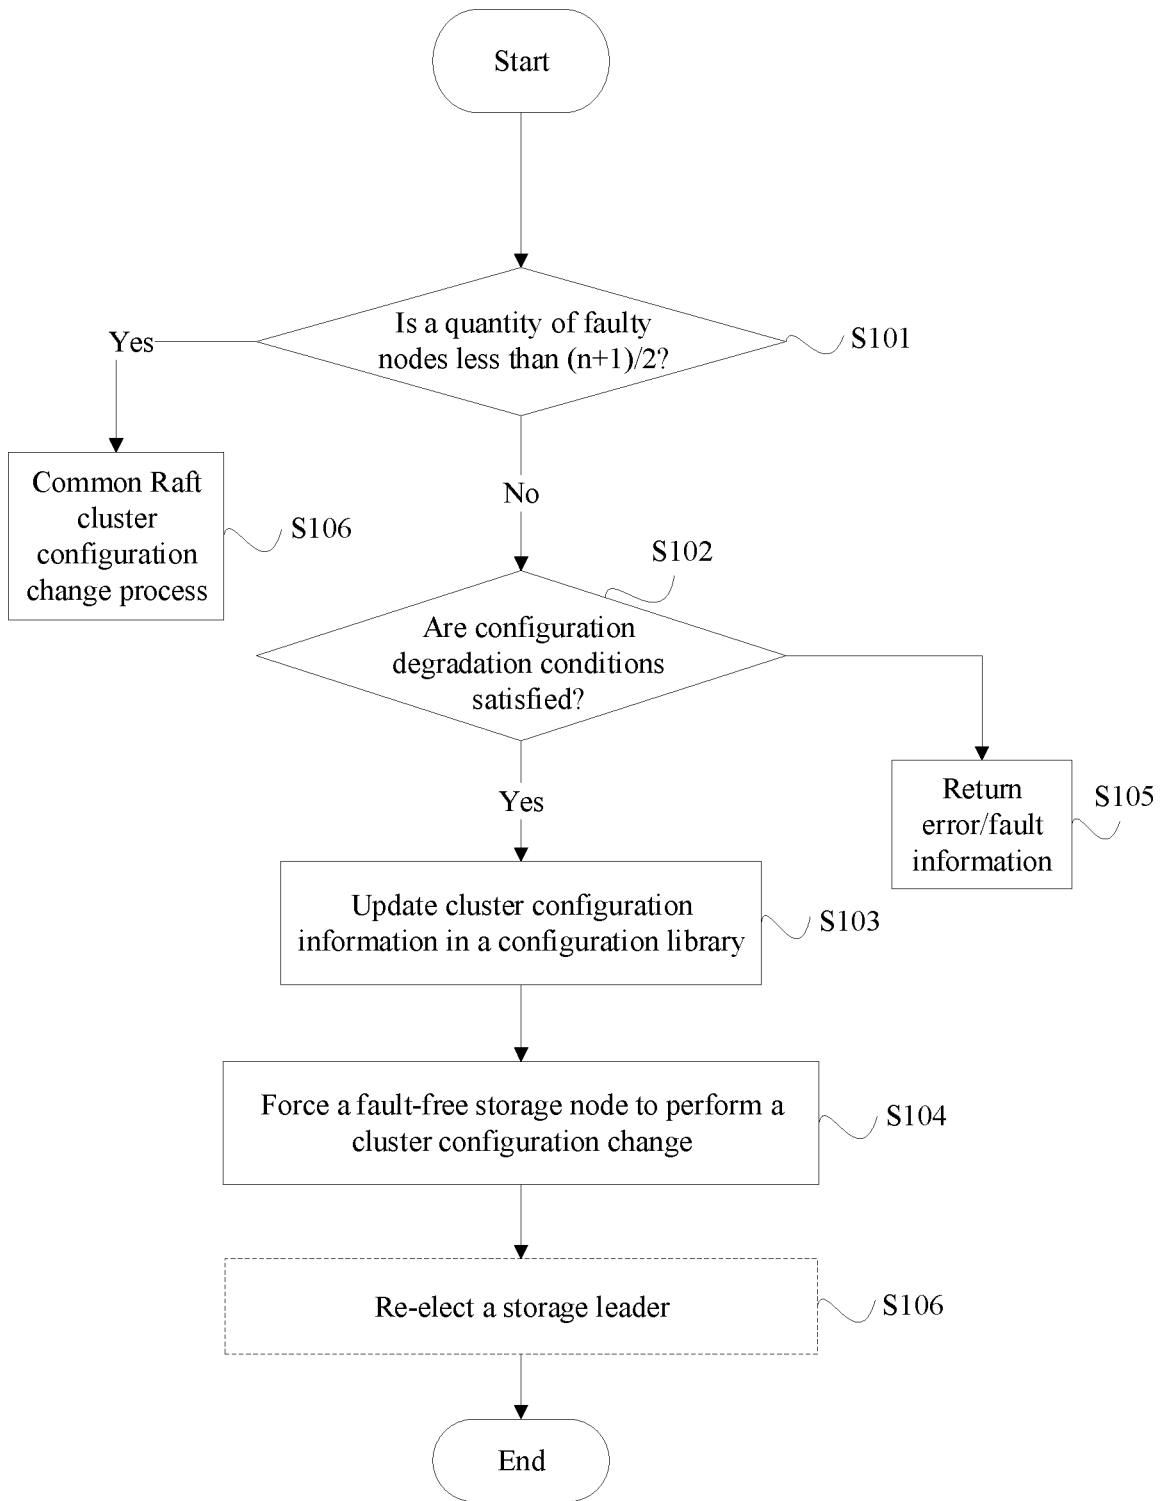 Start
Is a quantity of faulty
nodes less than (n+1)/2?
S101
Yes
Common Raft
cluster
configuration
change process
S106
No
S102
Are configuration
degradation conditions
satisfied?
Return
error/fault
information
S105
Yes
Update cluster configuration
information in a configuration library
S103
Force a fault-free storage node to perform a
cluster configuration change
S104
Re-elect a storage leader
S106
End